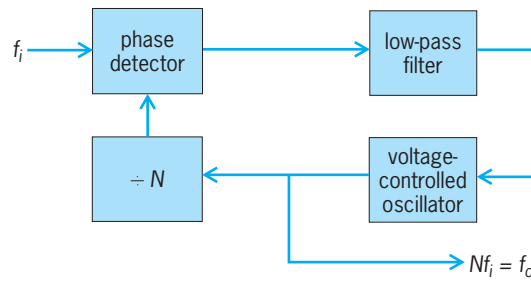 phase
detector
low-pass
filter
f_i
÷ N
voltage-
controlled
oscillator
Nf_i = f_o